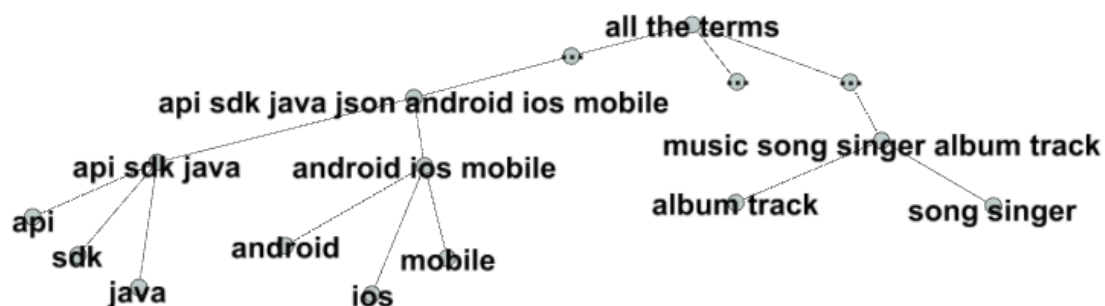 all the terms
...
...
...
api sdk java json android ios mobile
music song singer album track
api sdk java
android ios mobile
album track
song singer
api
sdk
android
mobile
java
ios